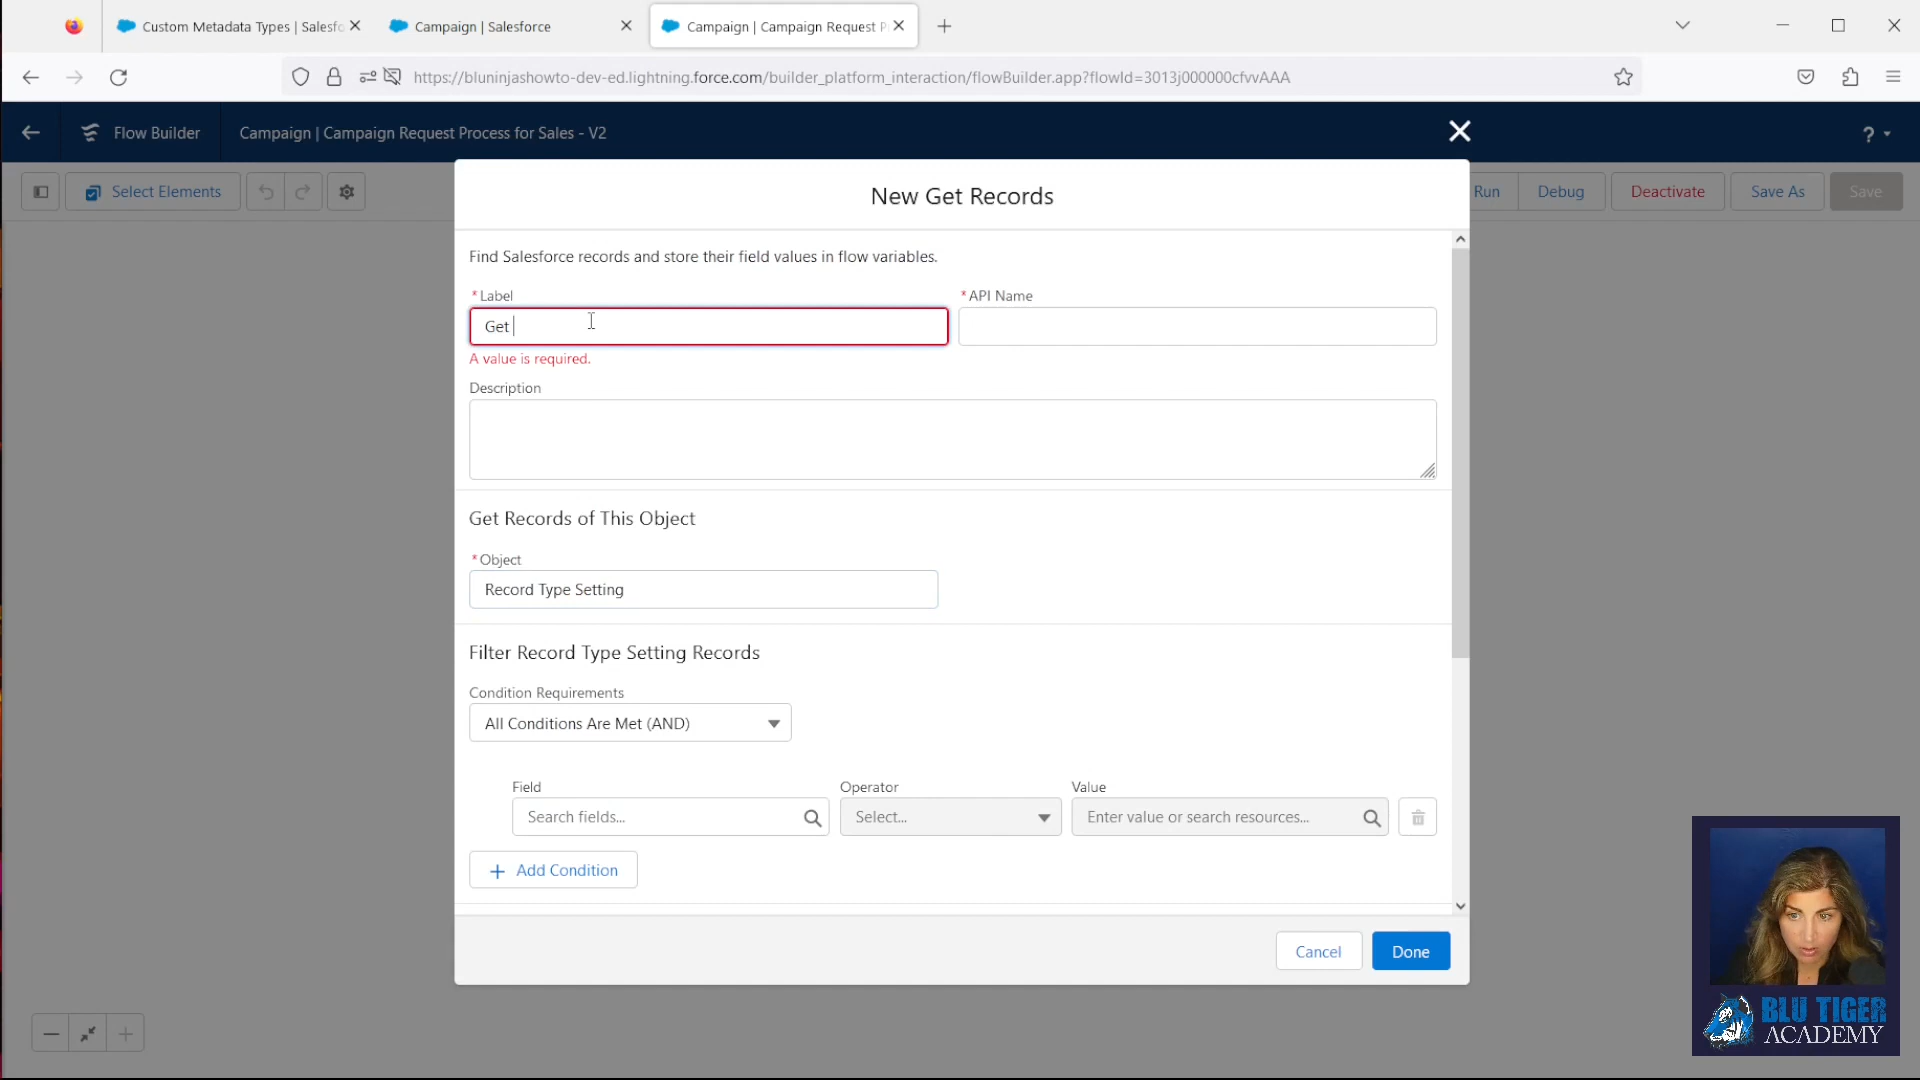 Custom Metadata Types | Salesfo
Campaign | Salesforce
Campaign | Campaign Request P
https://bluninjashowto-dev-ed.lightning.force.com/builder_platform_interaction/flowBuilder.app?flowId=3013j000000cfvvAAA
Flow Builder
Campaign | Campaign Request Process for Sales - V2
?
Select Elements
Run
Debug
Deactivate
Save As
Save
New Get Records
Find Salesforce records and store their field values in flow variables.
*Label
*API Name
Get
A value is required.
Description
Get Records of This Object
*Object
Record Type Setting
Filter Record Type Setting Records
Condition Requirements
All Conditions Are Met (AND)
Field
Operator
Value
Search fields...
Select...
Enter value or search resources...
+ Add Condition
Cancel
Done
BLU TIGER
ACADEMY